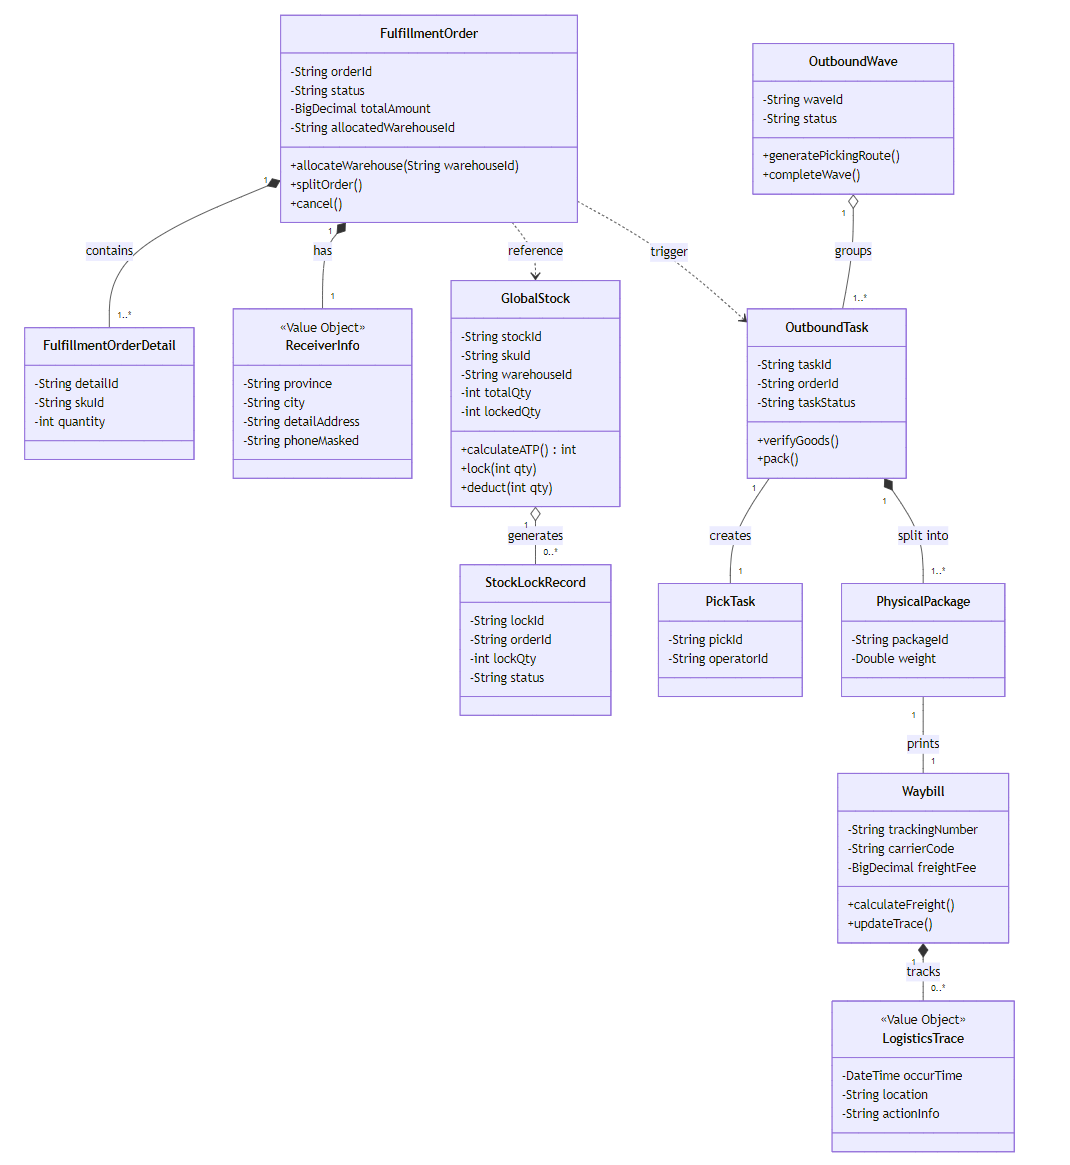 FulfillmentOrder
-String orderId
-String status
-BigDecimal totalAmount
-String allocatedWarehouseId
+allocateWarehouse(String warehouseId)
+splitOrder()
+cancel()
OutboundWave
-String waveId
-String status
+generatePickingRoute()
+completeWave()
1
contains
1..*
1
has
1
reference
trigger
1
groups
1..*
FulfillmentOrderDetail
-String detailId
-String skuId
-int quantity
«Value Object»
ReceiverInfo
-String province
-String city
-String detailAddress
-String phoneMasked
GlobalStock
-String stockId
-String skuId
-String warehouseId
-int totalQty
-int lockedQty
+calculateATP() : int
+lock(int qty)
+deduct(int qty)
OutboundTask
-String taskId
-String orderId
-String taskStatus
+verifyGoods()
+pack()
1
generates
0..*
1
creates
1
1
split into
1..*
StockLockRecord
-String lockId
-String orderId
-int lockQty
-String status
PickTask
-String pickId
-String operatorId
PhysicalPackage
-String packageId
-Double weight
1
prints
1
Waybill
-String trackingNumber
-String carrierCode
-BigDecimal freightFee
+calculateFreight()
+updateTrace()
1
tracks
0..*
«Value Object»
LogisticsTrace
-DateTime occurTime
-String location
-String actionInfo